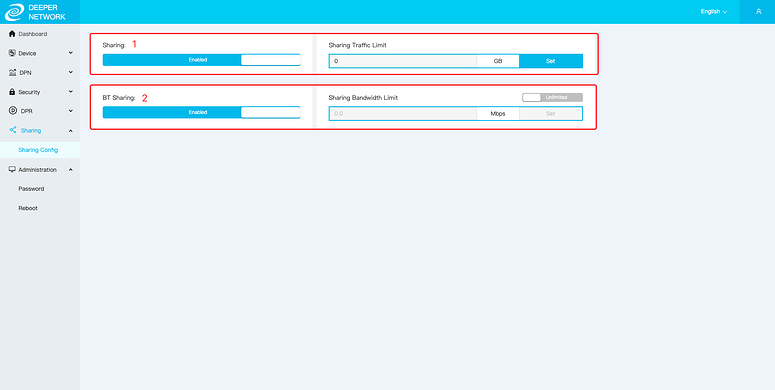 DEEPER
NETWORK
English
Dashboard
Device
DPN
Security
DPR
Sharing
Sharing Config
Administration
Password
Reboot
Sharing: 1
Enabled
Sharing Traffic Limit
0 GB Set
BT Sharing: 2
Enabled
Sharing Bandwidth Limit Unlimited
0.0 Mbps Set